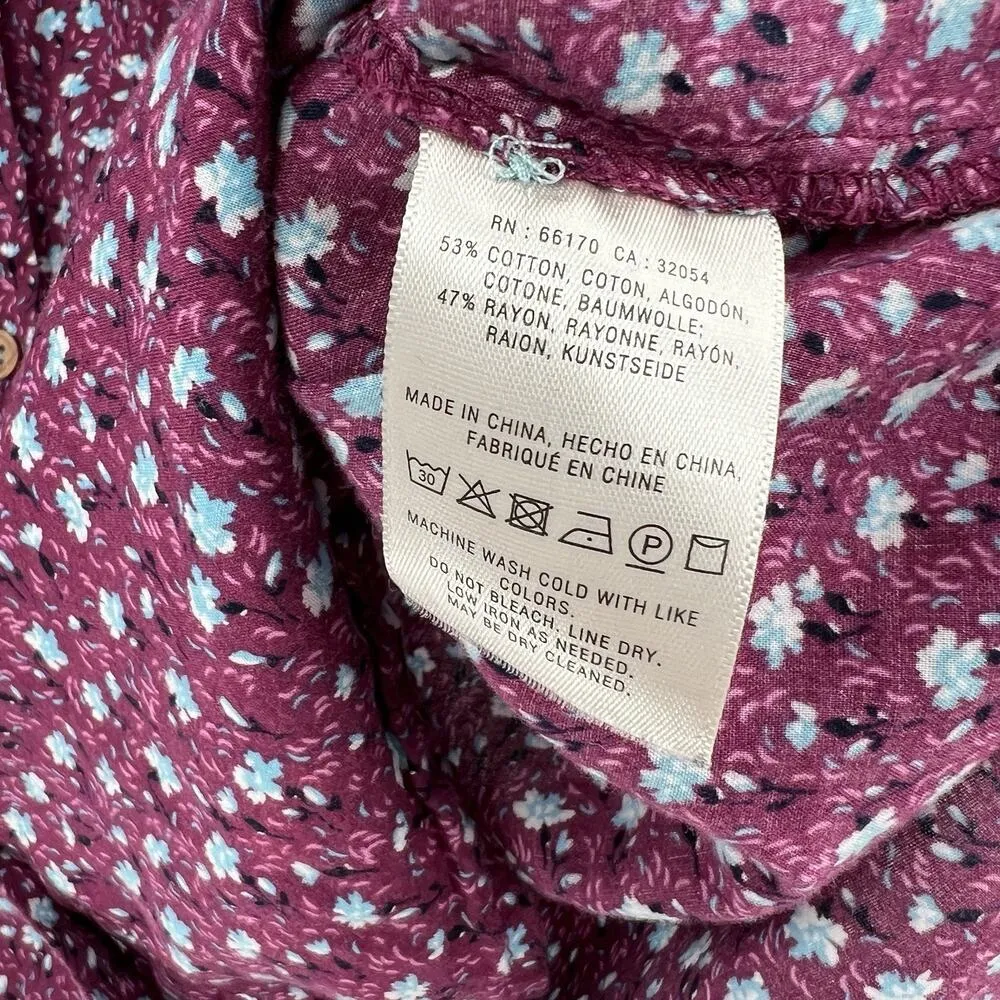 RN : 66170 CA : 32054
53% COTTON, COTON, ALGODÓN,
COTONE, BAUMWOLLE;
47% RAYON, RAYONNE, RAYÓN,
RAION, KUNSTSEIDE
MADE IN CHINA, HECHO EN CHINA,
FABRIQUÉ EN CHINE
30 P
MACHINE WASH COLD WITH LIKE
COLORS.
DO NOT BLEACH. LINE DRY.
LOW IRON AS NEEDED.
MAY BE DRY CLEANED.